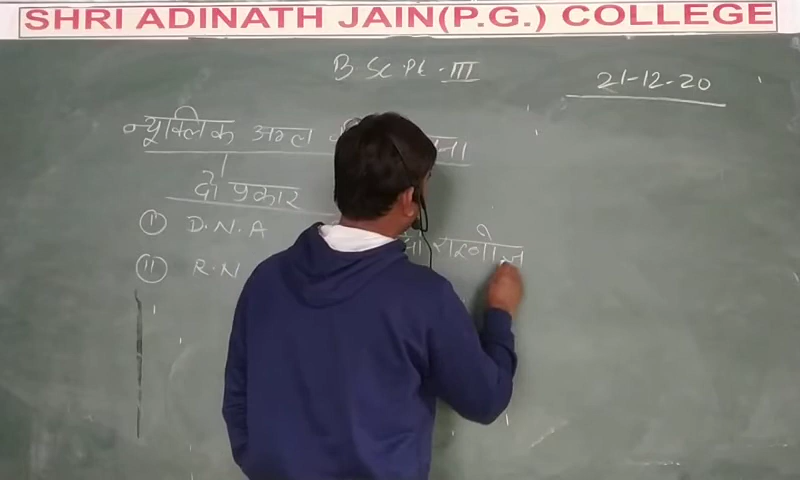 SHRI ADINATH JAIN(P.G.) COLLEGE
B.Sc. Pt. III
21-12-20
न्यूक्लिक अम्ल
दो प्रकार
(i) D.N.A
(ii) R.N